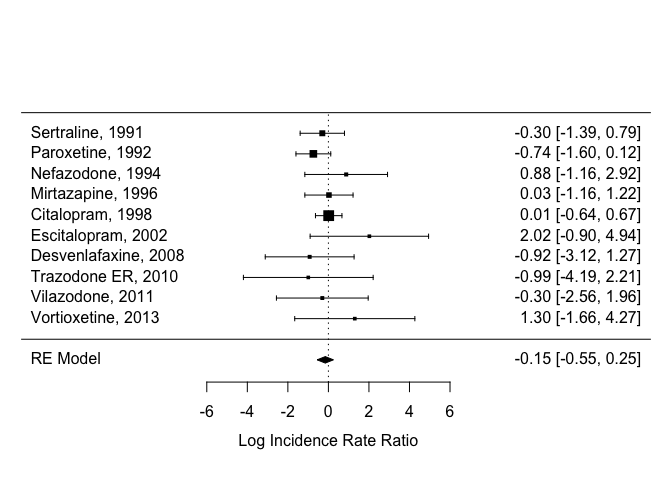 Sertraline, 1991 -0.30 [-1.39, 0.79]
Paroxetine, 1992 -0.74 [-1.60, 0.12]
Nefazodone, 1994 0.88 [-1.16, 2.92]
Mirtazapine, 1996 0.03 [-1.16, 1.22]
Citalopram, 1998 0.01 [-0.64, 0.67]
Escitalopram, 2002 2.02 [-0.90, 4.94]
Desvenlafaxine, 2008 -0.92 [-3.12, 1.27]
Trazodone ER, 2010 -0.99 [-4.19, 2.21]
Vilazodone, 2011 -0.30 [-2.56, 1.96]
Vortioxetine, 2013 1.30 [-1.66, 4.27]
RE Model -0.15 [-0.55, 0.25]
-6 -4 -2 0 2 4 6
Log Incidence Rate Ratio